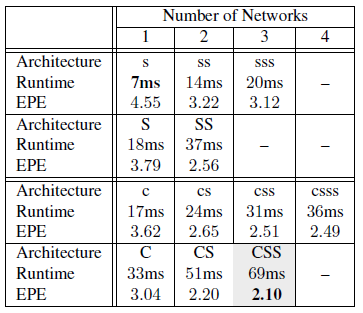 Number of Networks
1 2 3 4
Architecture s ss sss
Runtime 7ms 14ms 20ms –
EPE 4.55 3.22 3.12
Architecture S SS
Runtime 18ms 37ms – –
EPE 3.79 2.56
Architecture c cs css csss
Runtime 17ms 24ms 31ms 36ms
EPE 3.62 2.65 2.51 2.49
Architecture C CS CSS
Runtime 33ms 51ms 69ms –
EPE 3.04 2.20 2.10